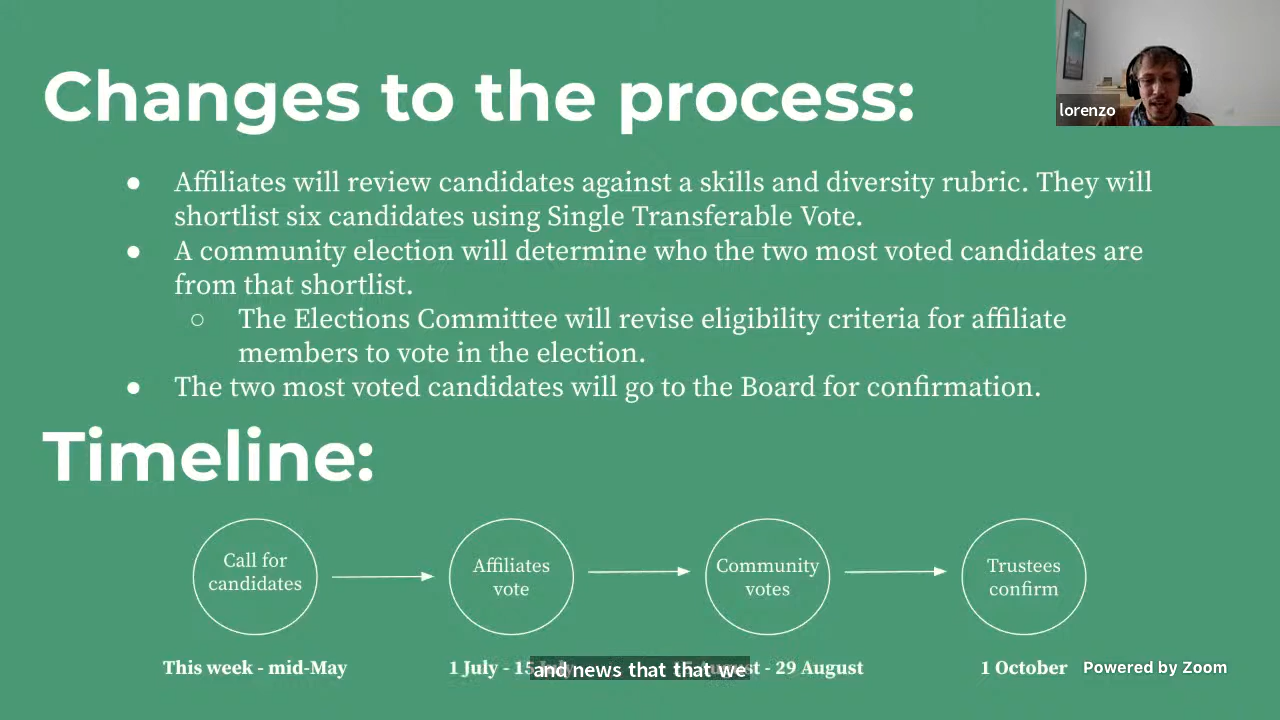 Changes to the process:
lorenzo
● Affiliates will review candidates against a skills and diversity rubric. They will
shortlist six candidates using Single Transferable Vote.
● A community election will determine who the two most voted candidates are
from that shortlist.
○ The Elections Committee will revise eligibility criteria for affiliate
members to vote in the election.
● The two most voted candidates will go to the Board for confirmation.
Timeline:
Call for
candidates
Affiliates
vote
Community
votes
Trustees
confirm
This week - mid-May
1 July - 15
August - 29 August
1 October
and news that that we
Powered by Zoom